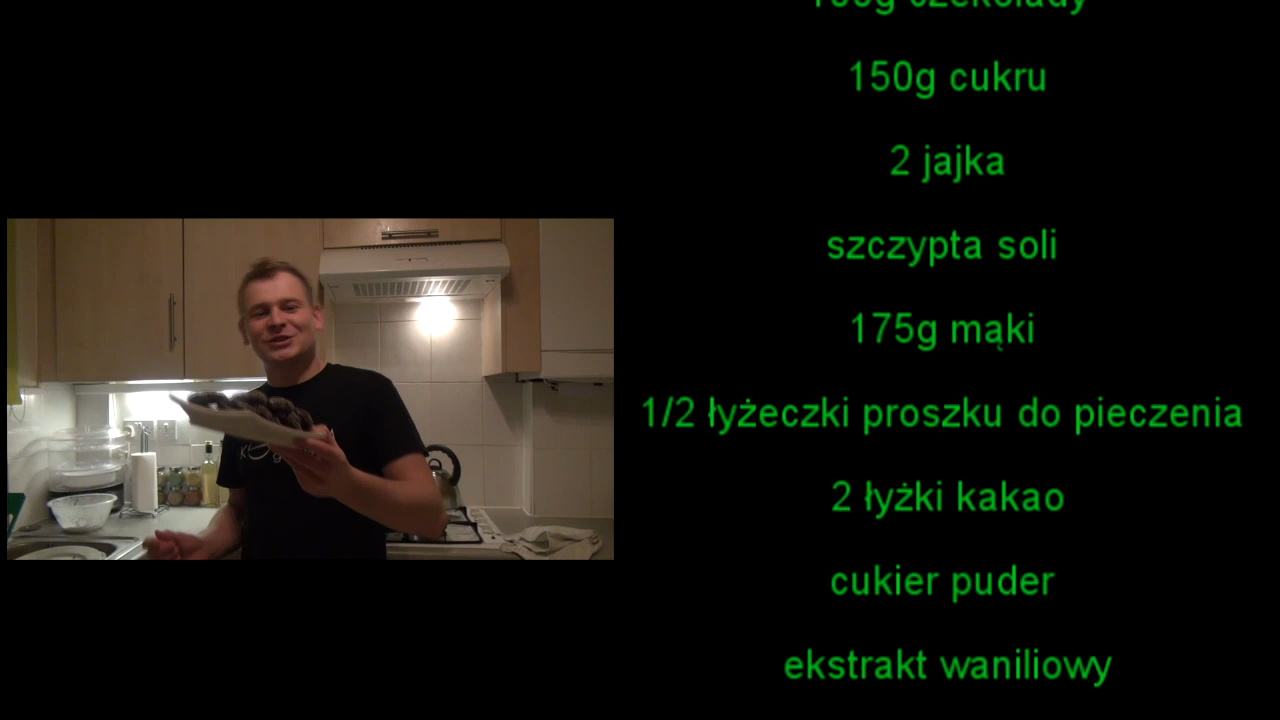 czekolady
150g cukru
2 jajka
szczypta soli
175g mąki
1/2 łyżeczki proszku do pieczenia
2 łyżki kakao
cukier puder
ekstrakt waniliowy